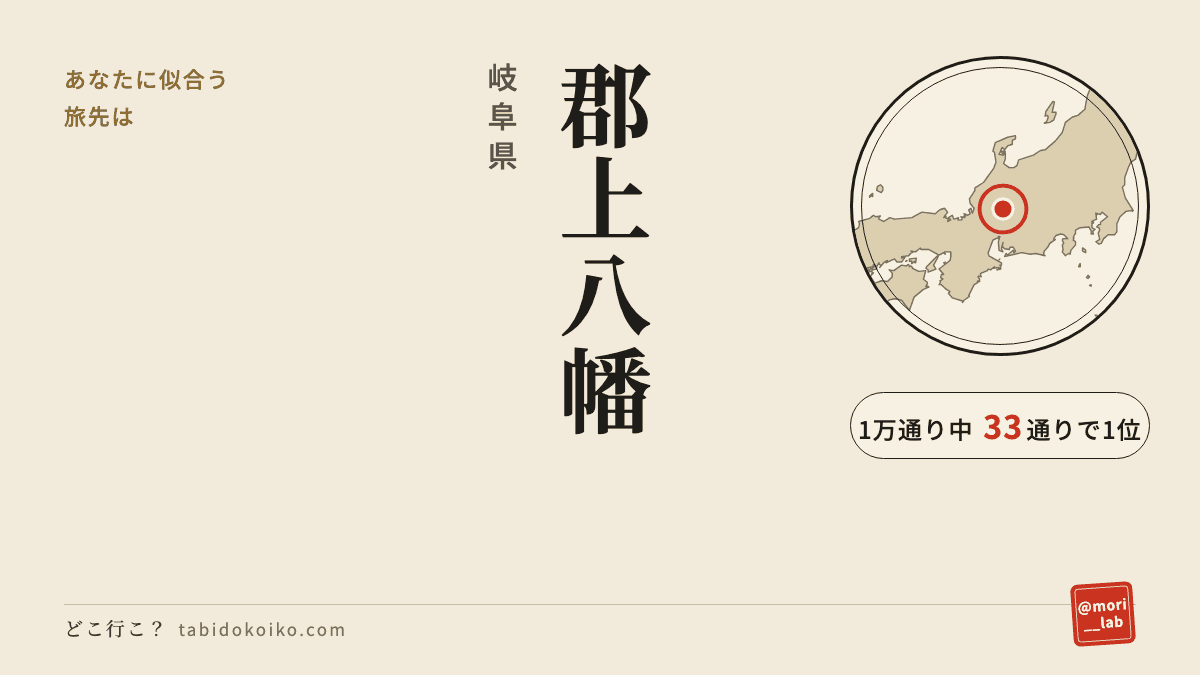 あなたに似合う
旅先は
郡上八幡
岐阜県
1万通り中 33通りで1位
どこ行こ？ tabidokoiko.com
@mori
__lab